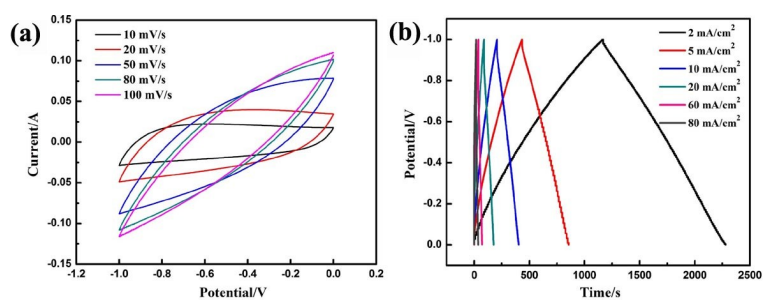 (a)
10 mV/s
20 mV/s
50 mV/s
80 mV/s
100 mV/s
Current/A
0.15
0.10
0.05
0.00
-0.05
-0.10
-0.15
-1.2
-1.0
-0.8
-0.6
-0.4
-0.2
0.0
0.2
Potential/V
(b)
2 mA/cm²
5 mA/cm²
10 mA/cm²
20 mA/cm²
60 mA/cm²
80 mA/cm²
Potential/V
-1.0
-0.8
-0.6
-0.4
-0.2
0.0
0
500
1000
1500
2000
2500
Time/s